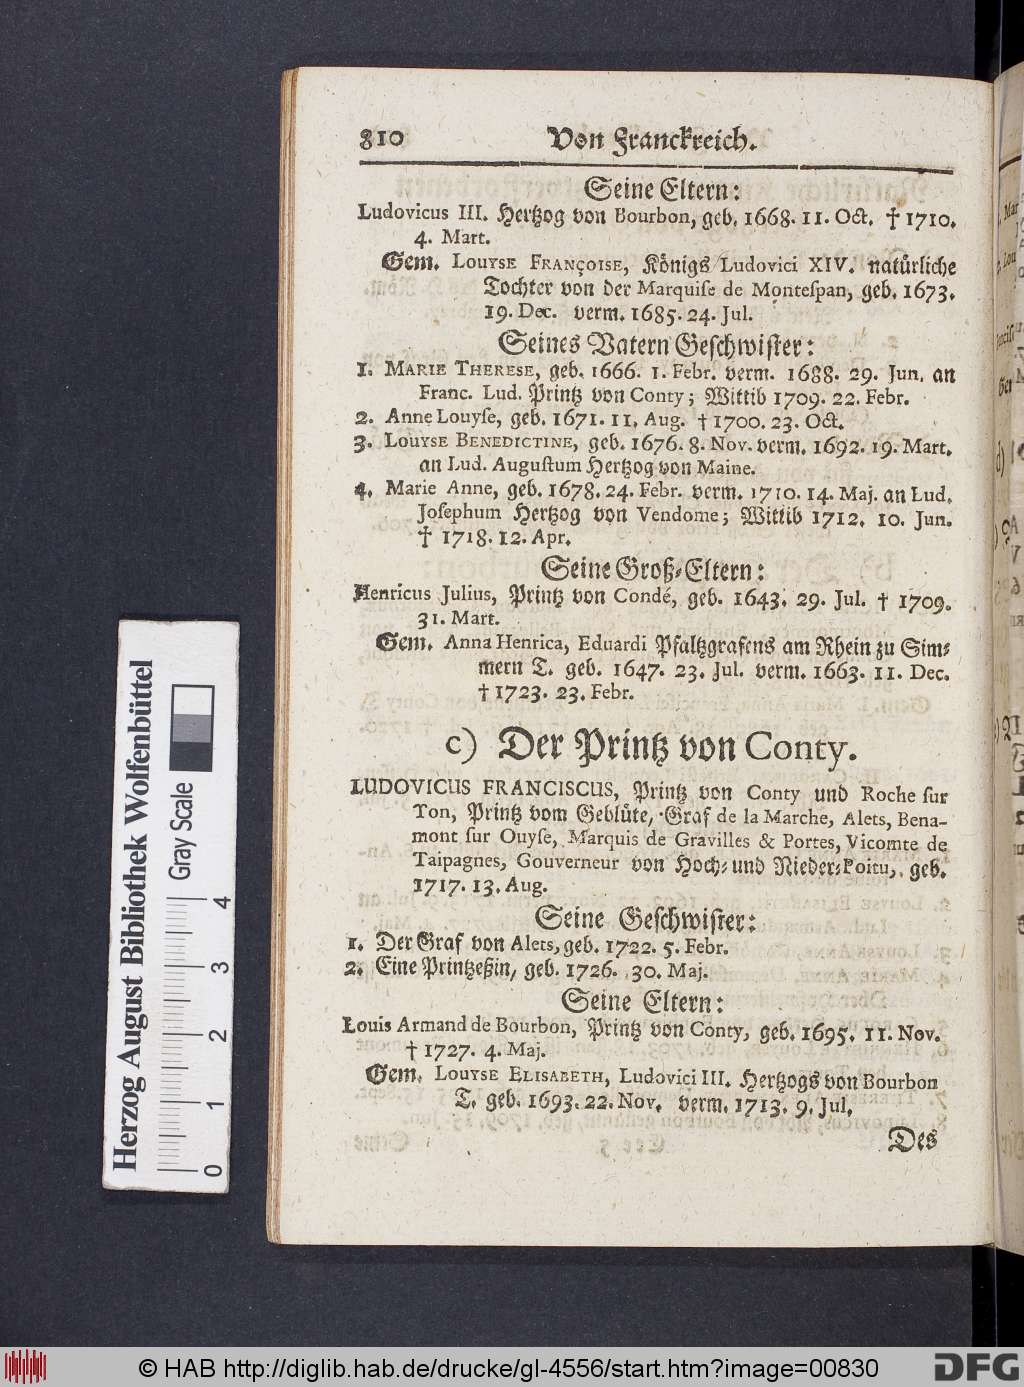 810 Von Franckreich.
Seine Eltern:
Ludovicus III. Hertzog von Bourbon, geb. 1668. 11. Oct. † 1710.
4. Mart.
Gem. Louyse Françoise, Königs Ludovici XIV. natürliche
Tochter von der Marquise de Montespan, geb. 1673.
19. Dec. verm. 1685. 24. Jul.
Seines Vatern Geschwister:
1. Marie Therese, geb. 1666. 1. Febr. verm. 1688. 29. Jun. an
Franc. Lud. Printz von Conty; Wittib 1709. 22. Febr.
2. Anne Louyse, geb. 1671. 11. Aug. † 1700. 23. Oct.
3. Louyse Benedictine, geb. 1676. 8. Nov. verm. 1692. 19. Mart.
an Lud. Augustum Hertzog von Maine.
4. Marie Anne, geb. 1678. 24. Febr. verm. 1710. 14. Maj. an Lud.
Josephum Hertzog von Vendome; Wittib 1712. 10. Jun.
† 1718. 12. Apr.
Seine Groß-Eltern:
Henricus Julius, Printz von Condé, geb. 1643. 29. Jul. † 1709.
31. Mart.
Gem. Anna Henrica, Eduardi Pfaltzgrafens am Rhein zu Sim-
mern T. geb. 1647. 23. Jul. verm. 1663. 11. Dec.
† 1723. 23. Febr.
c) Der Printz von Conty.
LUDOVICUS FRANCISCUS, Printz von Conty und Roche sur
Ton, Printz vom Geblüte, Graf de la Marche, Alets, Bena-
mont sur Ouyse, Marquis de Gravilles & Portes, Vicomte de
Taipagnes, Gouverneur von Hoch- und Nieder-Poitu, geb.
1717. 13. Aug.
Seine Geschwister:
1. Der Graf von Alets, geb. 1722. 5. Febr.
2. Eine Printzeßin, geb. 1726. 30. Maj.
Seine Eltern:
Louis Armand de Bourbon, Printz von Conty, geb. 1695. 11. Nov.
† 1727. 4. Maj.
Gem. Louyse Elisabeth, Ludovici III. Hertzogs von Bourbon
T. geb. 1693. 22. Nov. verm. 1713. 9. Jul.
Des
Herzog August Bibliothek Wolfenbüttel
Gray Scale
0 1 2 3 4
© HAB http://diglib.hab.de/drucke/gl-4556/start.htm?image=00830
DFG